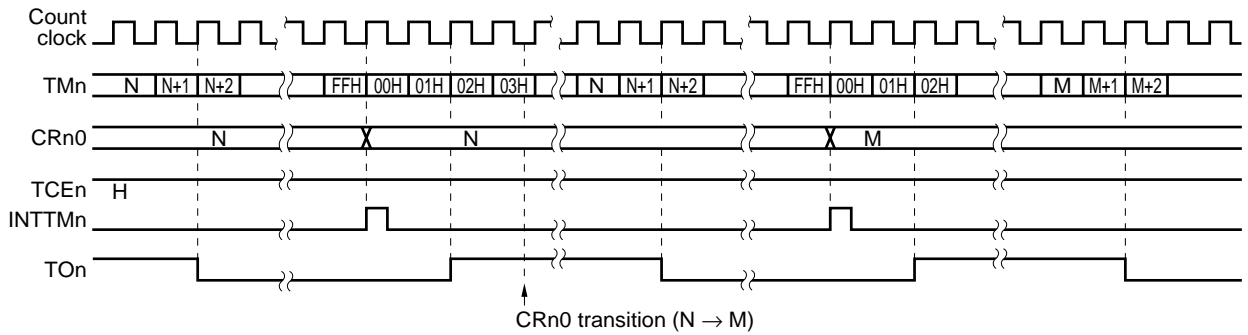 Count
clock
TMn N N+1 N+2 FFH 00H 01H 02H 03H N N+1 N+2 FFH 00H 01H 02H M M+1 M+2
CRn0 N N M
TCEn H
INTTMn
TOn
CRn0 transition (N → M)